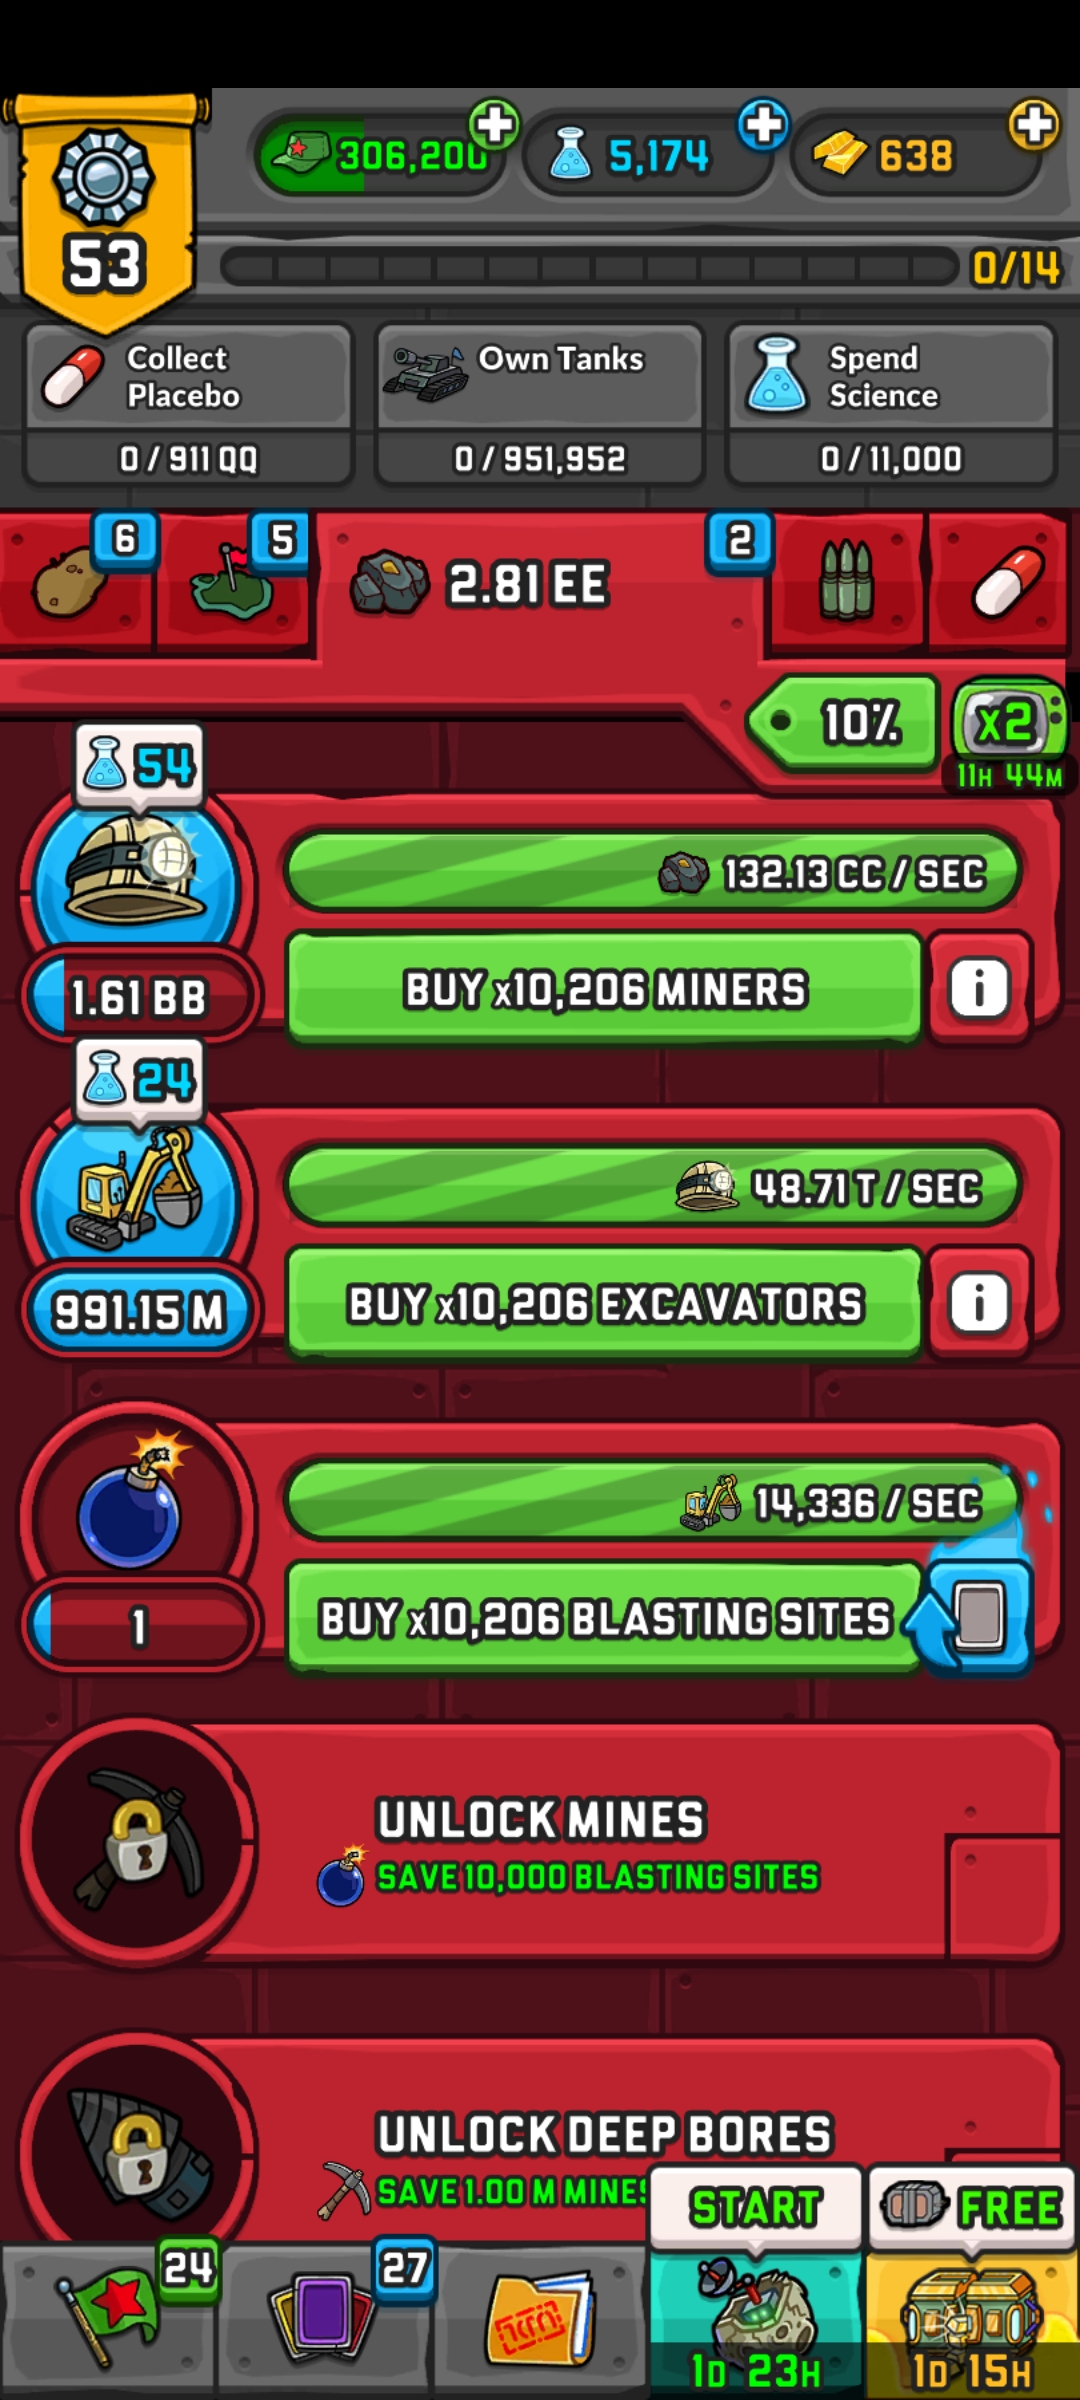 306,200
5,174
638
53
0/14
Collect
Placebo
0 / 911 QQ
Own Tanks
0 / 951,952
Spend
Science
0 / 11,000
6
5
2.81 EE
2
10%
x2
11H 44M
54
132.13 CC / SEC
1.61 BB
BUY x10,206 MINERS
i
24
48.71 T / SEC
991.15 M
BUY x10,206 EXCAVATORS
i
14,336 / SEC
1
BUY x10,206 BLASTING SITES
UNLOCK MINES
SAVE 10,000 BLASTING SITES
UNLOCK DEEP BORES
SAVE 1.00 M MINES
START
FREE
24
27
1D 23H
1D 15H